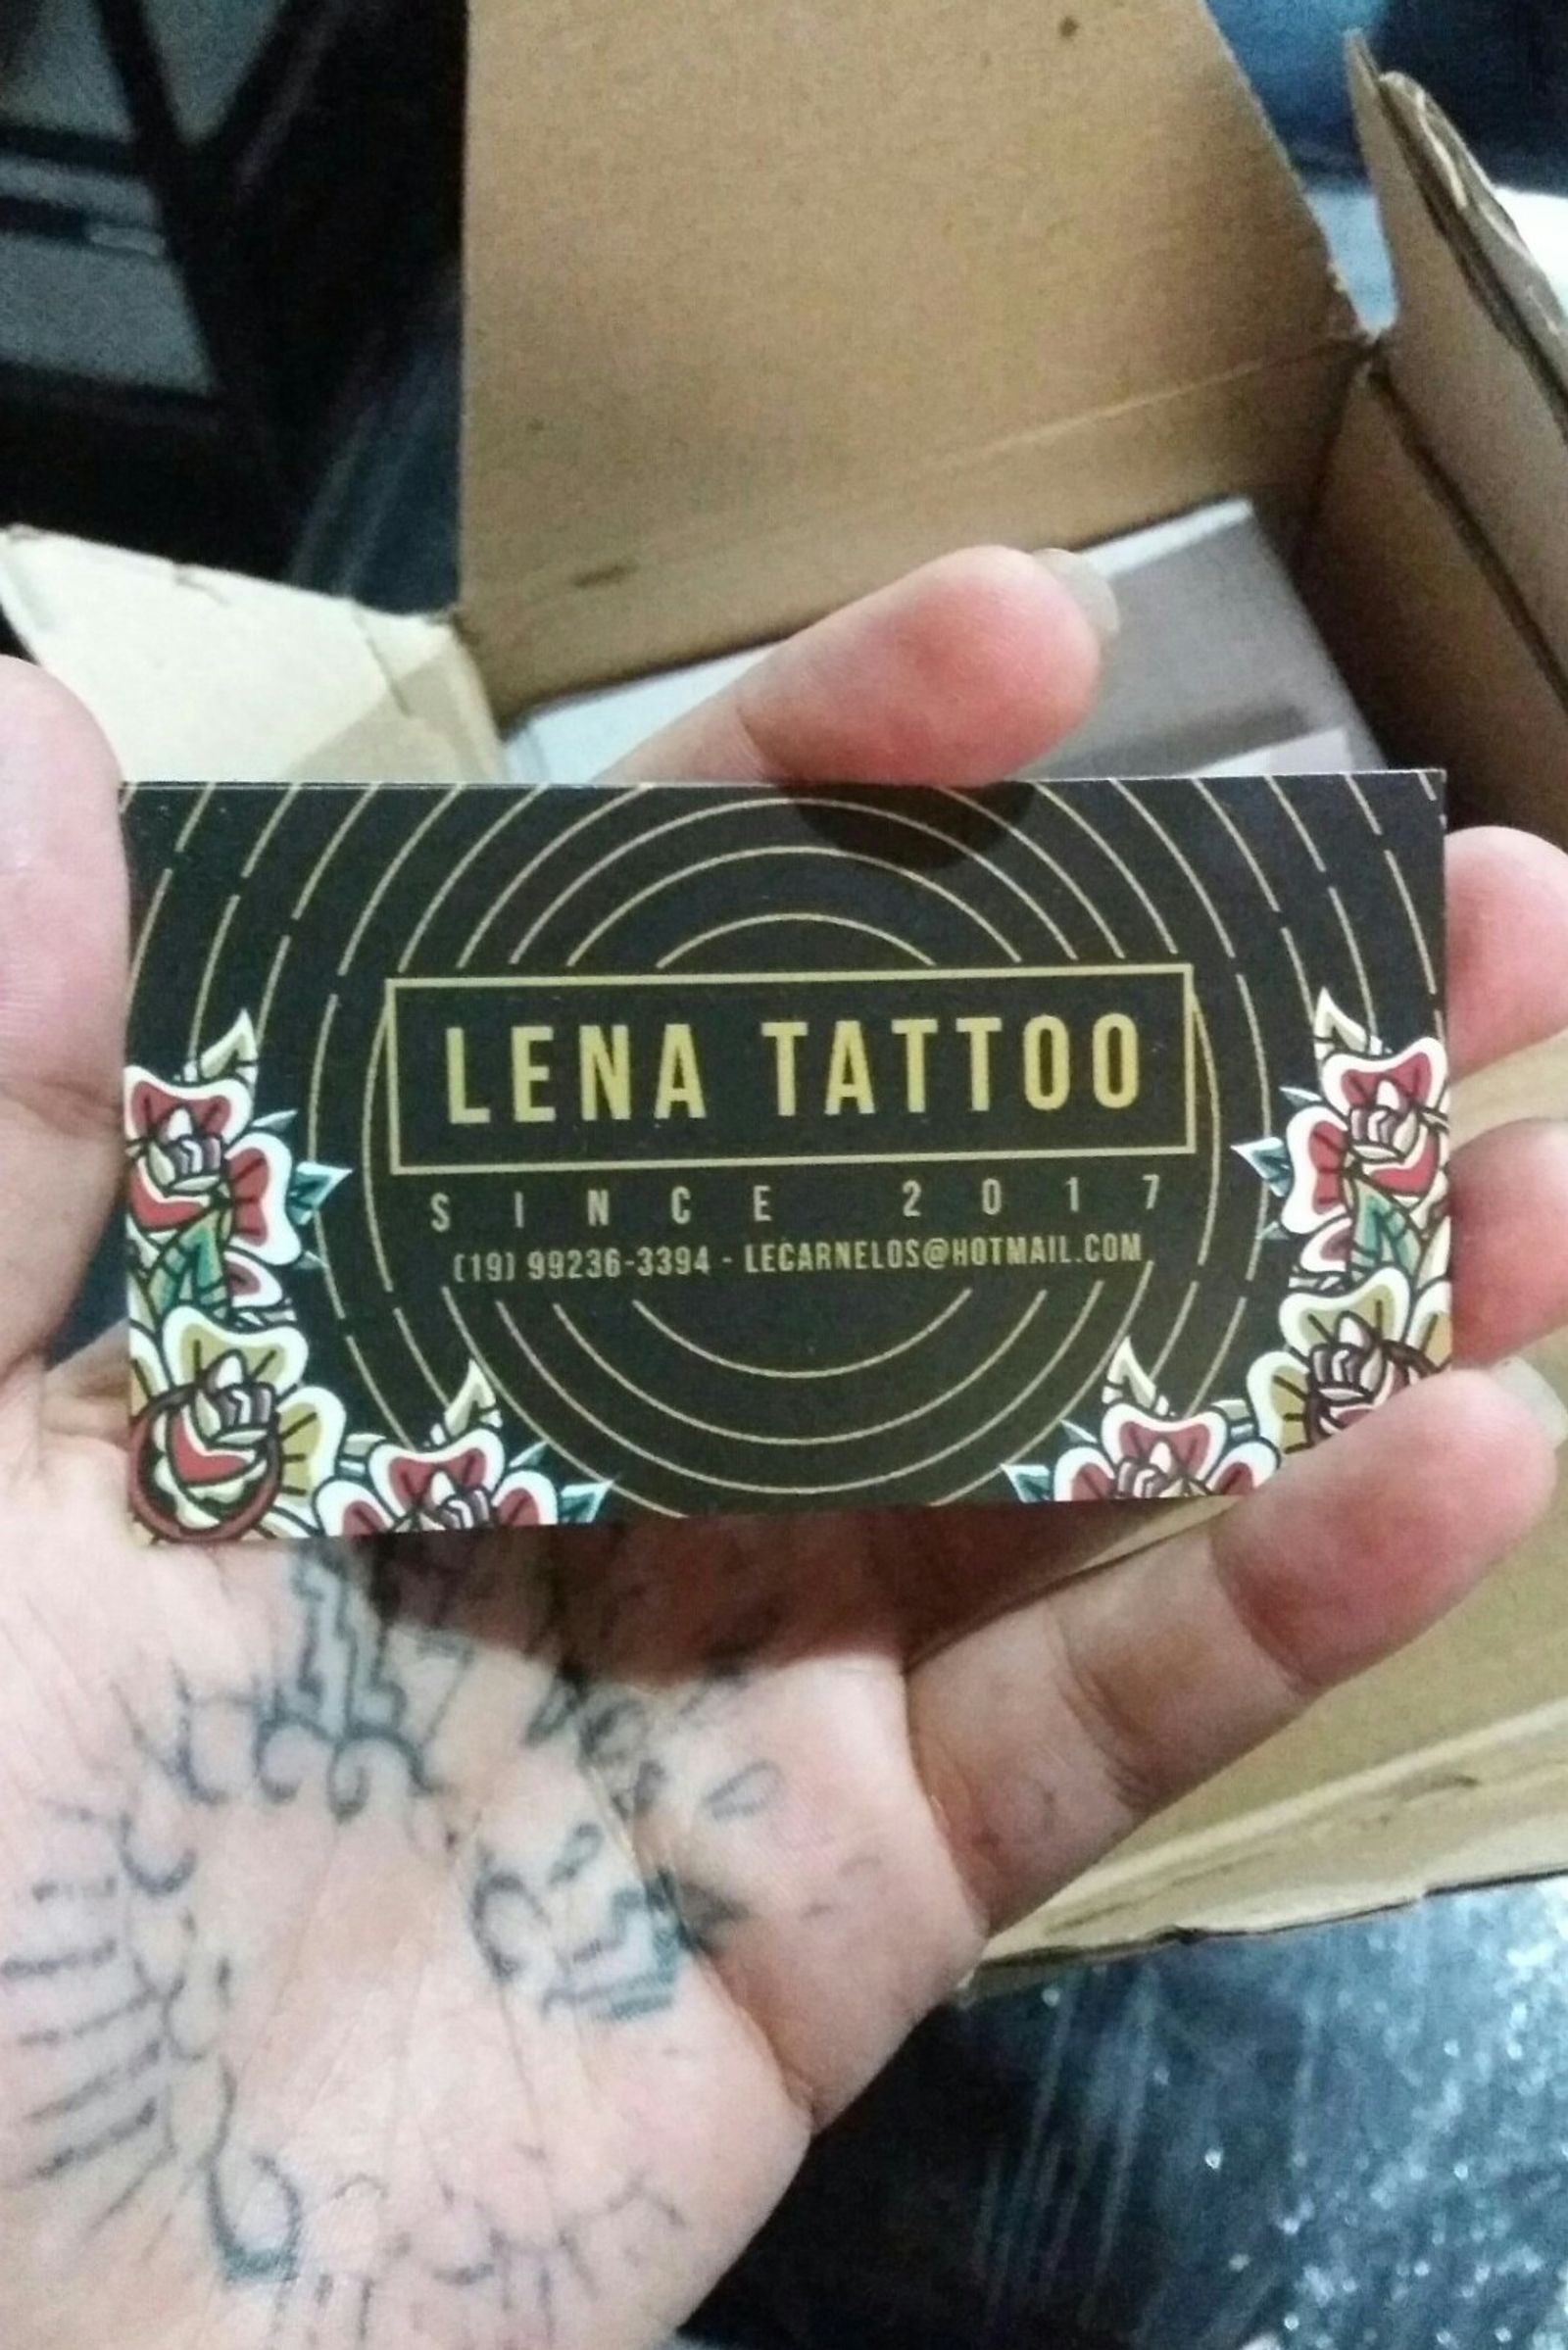 LENA TATTOO
SINCE 2017
(19) 99236-3394 - LECARNELOS@HOTMAIL.COM